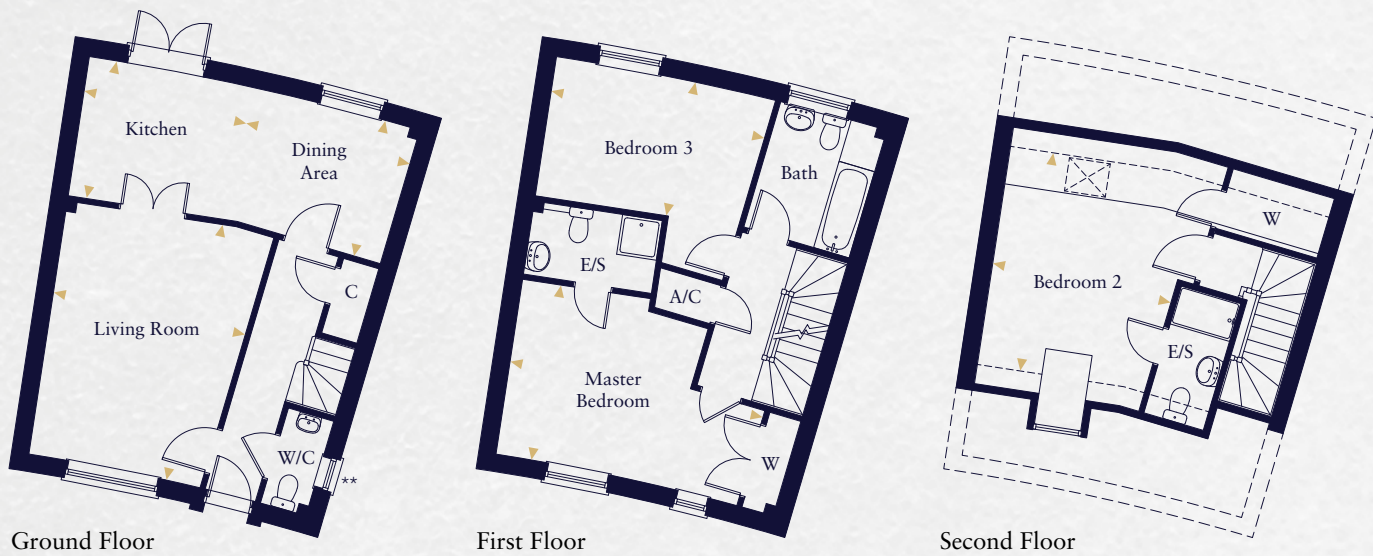 Kitchen
Dining
Area
Living Room
C
W/C
**
Ground Floor
Bedroom 3
Bath
E/S
A/C
Master
Bedroom
W
First Floor
W
Bedroom 2
E/S
Second Floor